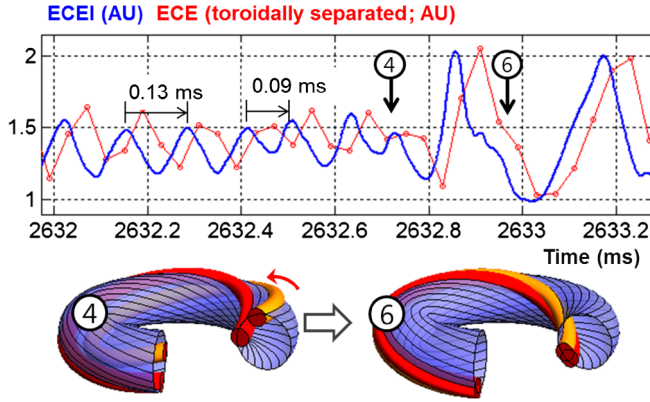 ECEI (AU) ECE (toroidally separated; AU)
2
4
6
0.13 ms
0.09 ms
1.5
1
2632 2632.2 2632.4 2632.6 2632.8 2633 2633.2
Time (ms)
4
6